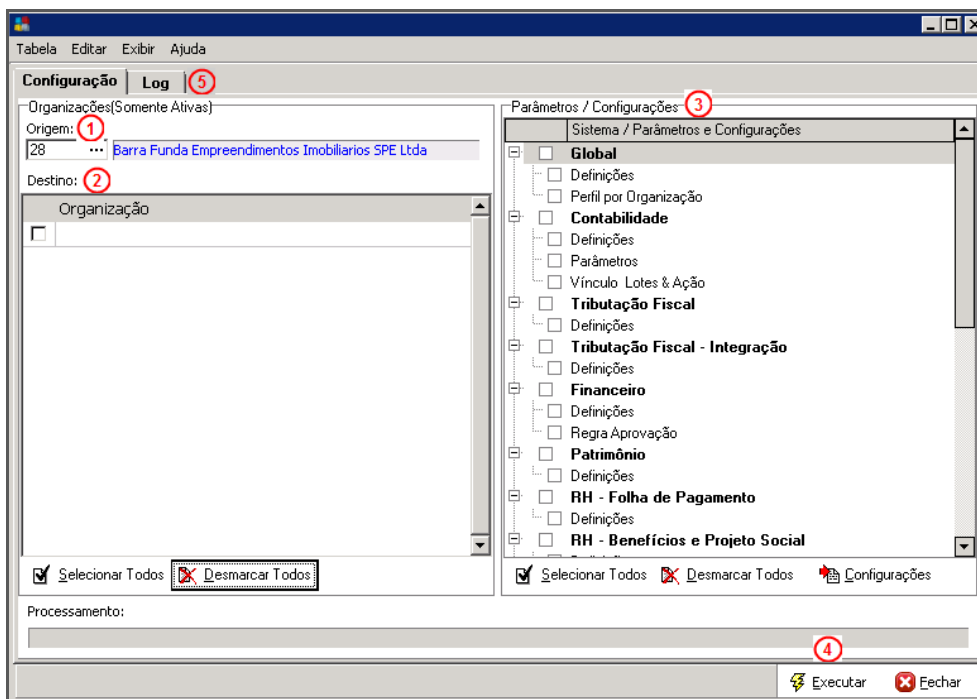 Tabela Editar Exibir Ajuda
Configuração Log 5
Organizações(Somente Ativas)
Origem: 1
28 ... Barra Funda Empreendimentos Imobiliarios SPE Ltda
Destino: 2
Organização
Selecionar Todos Desmarcar Todos
Parâmetros / Configurações 3
Sistema / Parâmetros e Configurações
Global
Definições
Perfil por Organização
Contabilidade
Definições
Parâmetros
Vínculo Lotes & Ação
Tributação Fiscal
Definições
Tributação Fiscal - Integração
Definições
Financeiro
Definições
Regra Aprovação
Patrimônio
Definições
RH - Folha de Pagamento
Definições
RH - Benefícios e Projeto Social
Selecionar Todos Desmarcar Todos Configurações
Processamento:
4
Executar Fechar